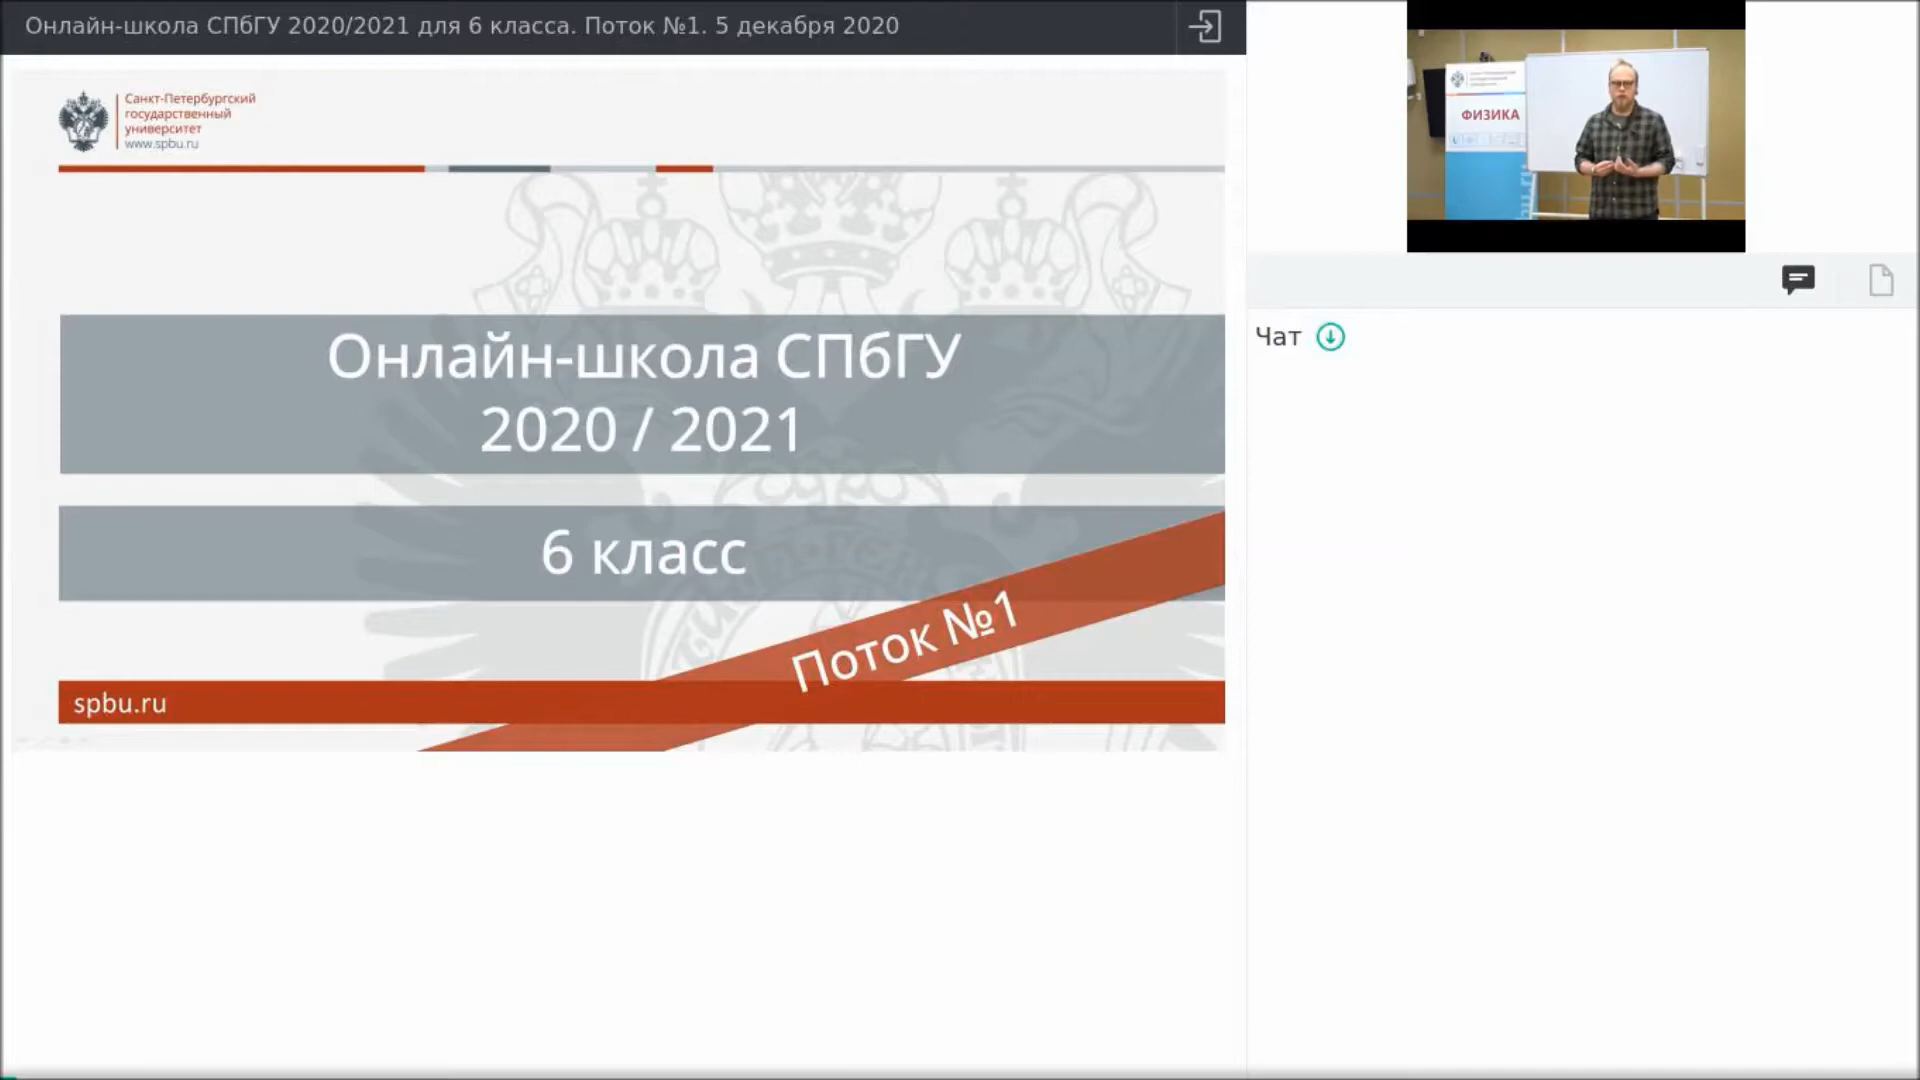 Онлайн-школа СПбГУ 2020/2021 для 6 класса. Поток №1. 5 декабря 2020
Санкт-Петербургский
государственный
университет
www.spbu.ru
Онлайн-школа СПбГУ
2020 / 2021
6 класс
Поток №1
spbu.ru
ФИЗИКА
Чат